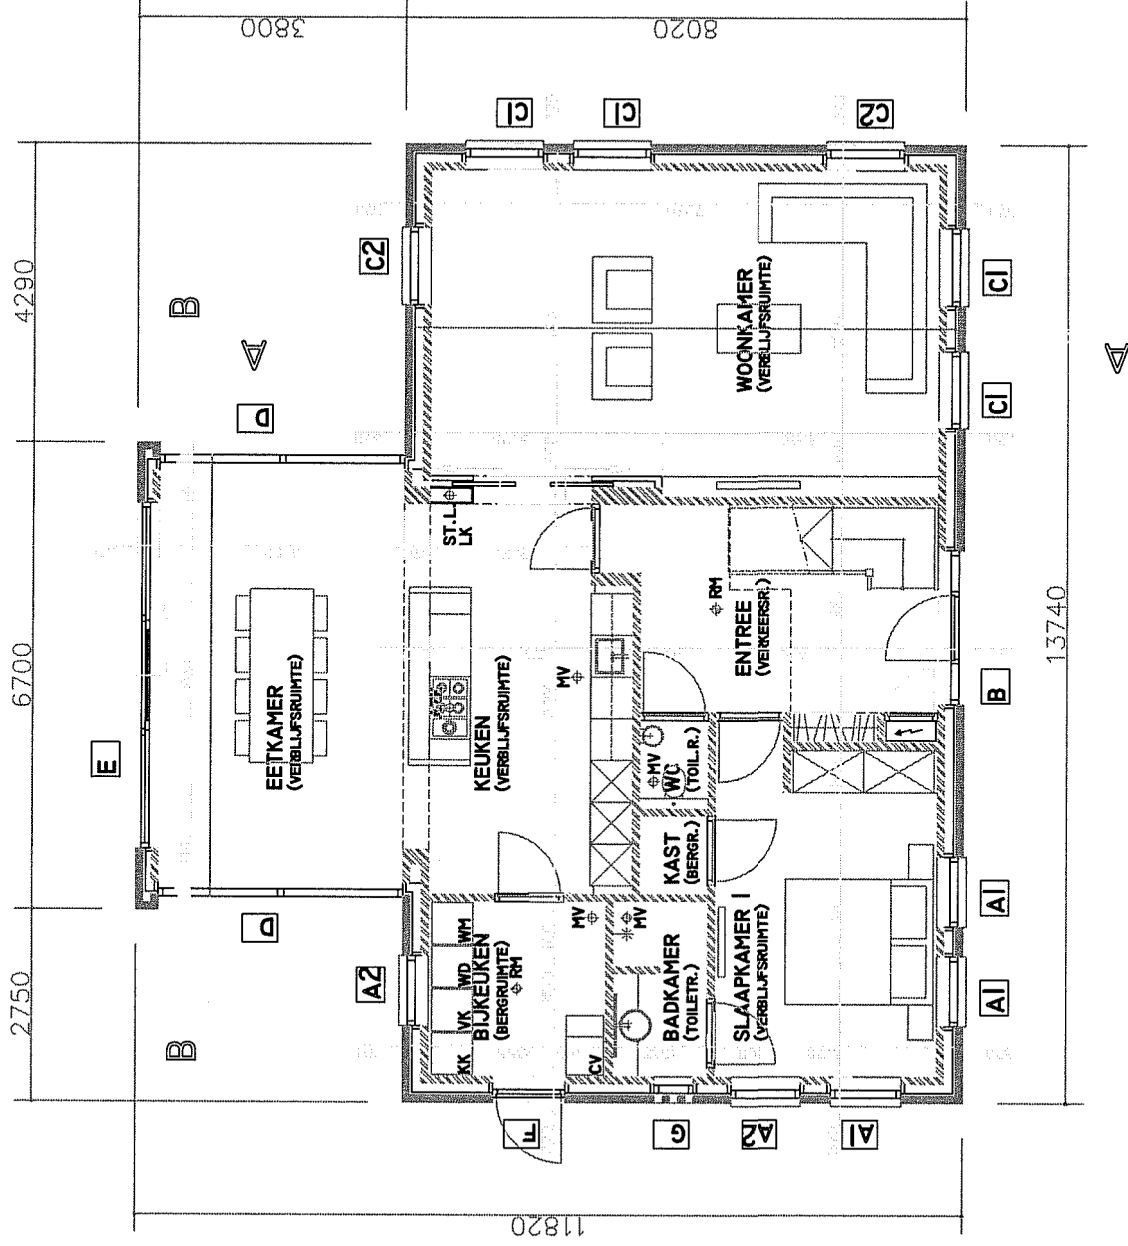 3800
8020
4290
6700
2750
13740
11820
C1
C1
C2
C2
B
A
D
E
D
B
A2
C1
C1
A
B
A1
A1
F
G
A2
A1
WOONKAMER
(VERBLIJFSRUIMTE)
ST.L.
LK
EETKAMER
(VERBLIJFSRUIMTE)
KEUKEN
(VERBLIJFSRUIMTE)
MV
ENTREE
(VERKEERSR.)
RM
MV
WC
(TOIL.R.)
KAST
(BERGR.)
KK
VK
WD
WM
BIJKEUKEN
(BERGRUIMTE)
RM
MV
MV
CV
BADKAMER
(TOILETR.)
SLAAPKAMER 1
(VERBLIJFSRUIMTE)